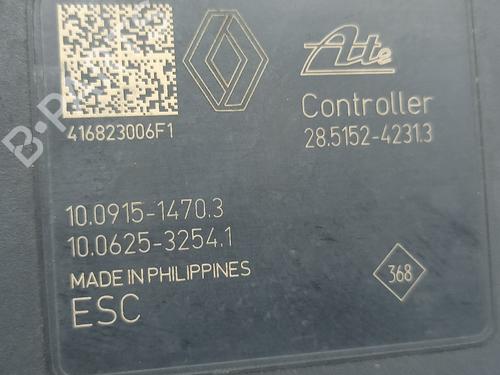 Ate
416823006F1
Controller
28.5152-4231.3
10.0915-1470.3
10.0625-3254.1
MADE IN PHILIPPINES
368
ESC